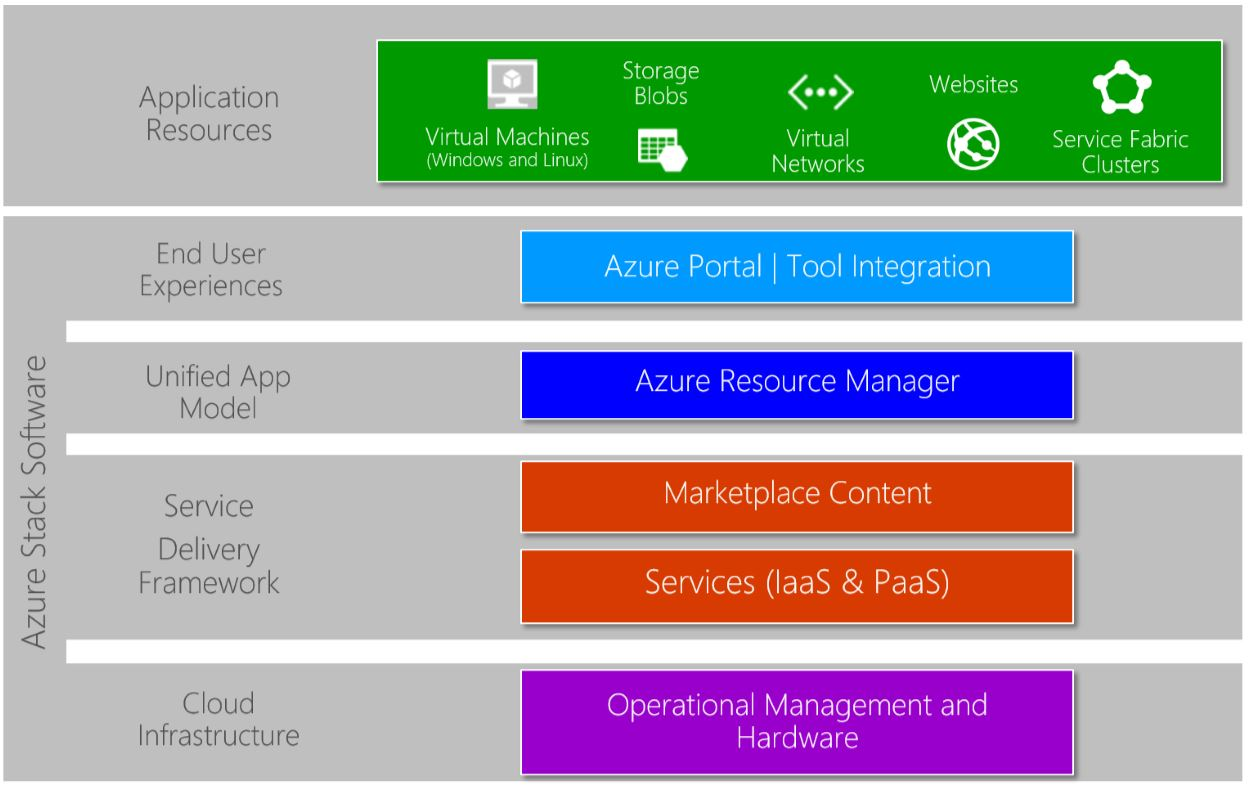 Application
Resources
Virtual Machines
(Windows and Linux)
Storage
Blobs
Virtual
Networks
Websites
Service Fabric
Clusters
Azure Stack Software
End User
Experiences
Azure Portal | Tool Integration
Unified App
Model
Azure Resource Manager
Service
Delivery
Framework
Marketplace Content
Services (IaaS & PaaS)
Cloud
Infrastructure
Operational Management and
Hardware